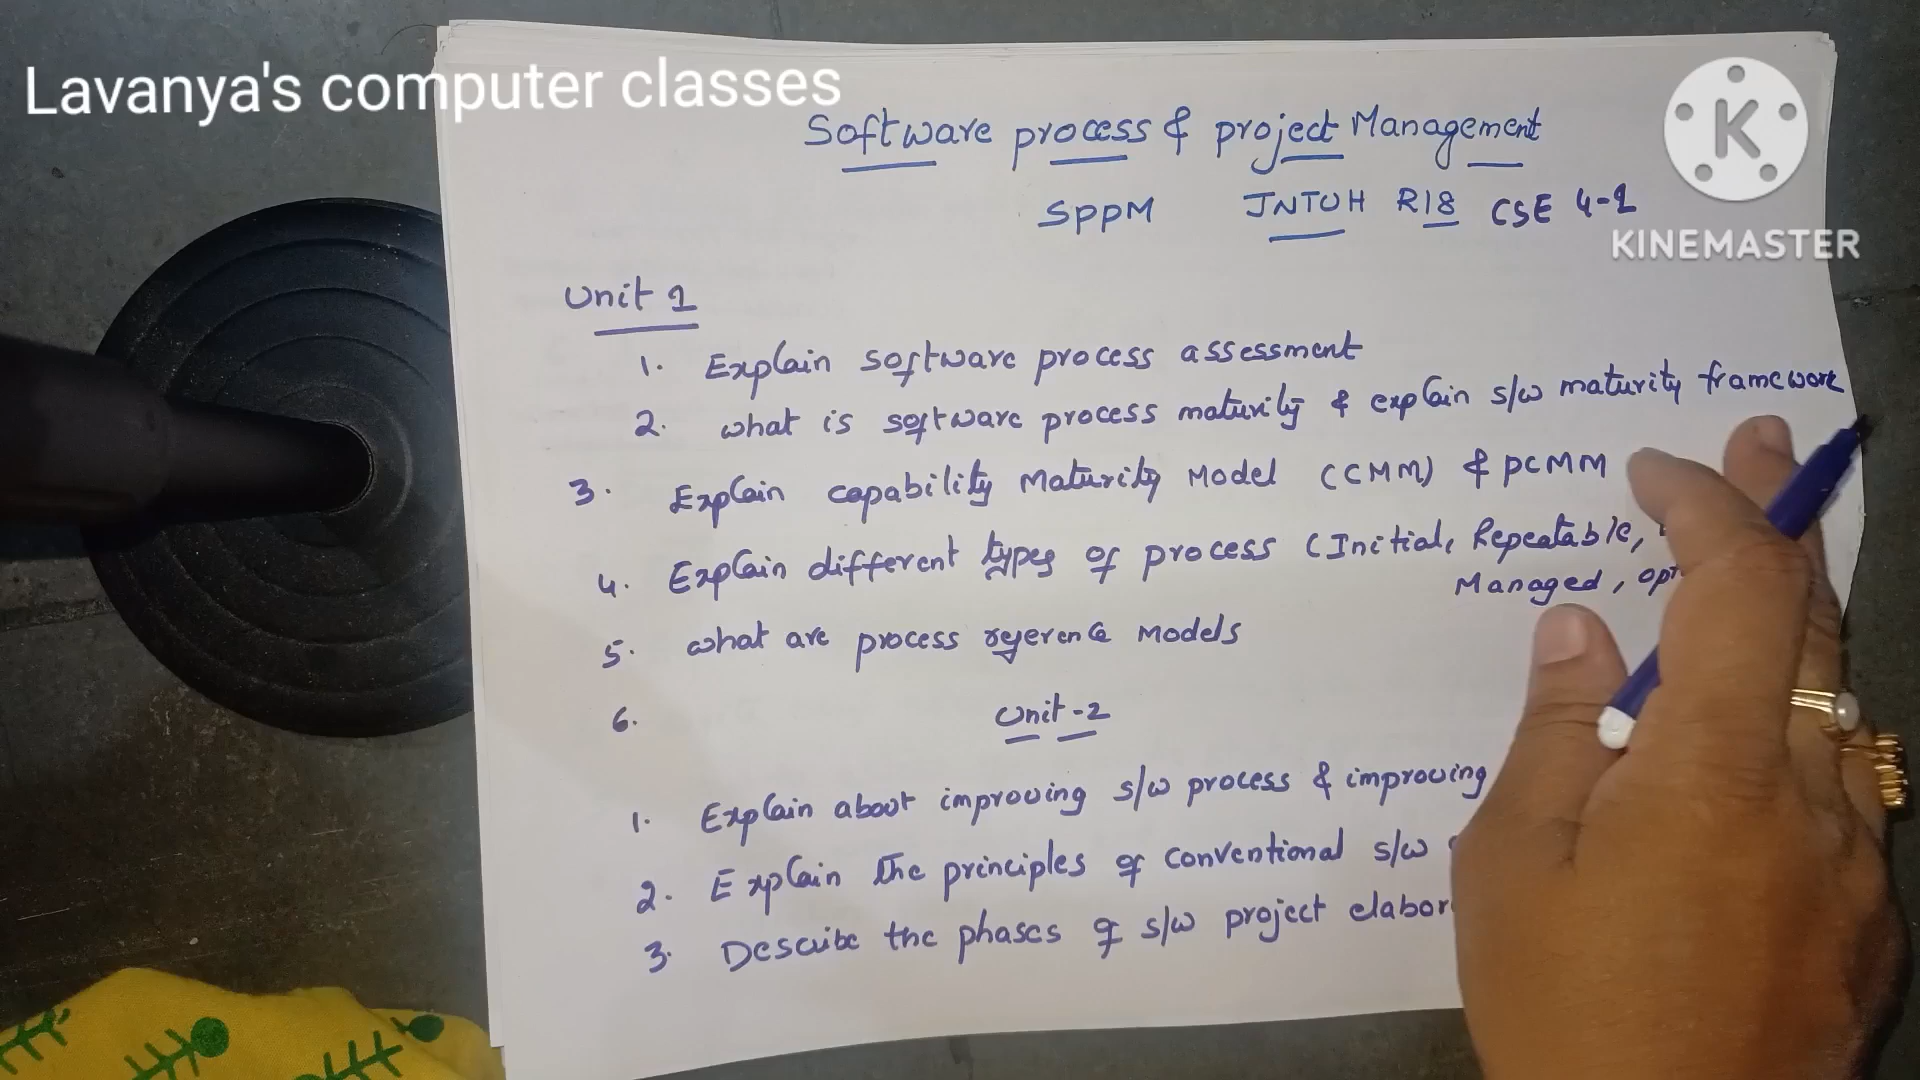 Lavanya's computer classes
Software process & project Management
SPPM JNTUH R18 CSE 4-1
KINEMASTER
Unit 1
1. Explain software process assessment
2. what is software process maturity & explain s/w maturity framework
3. Explain capability Maturity Model (CMM) & PCMM
4. Explain different types of process (Initial, Repeatable,
Managed,
5. what are process reference Models
6. Unit-2
1. Explain about improving s/w process & improving
2. Explain the principles of conventional s/w
3. Describe the phases of s/w project